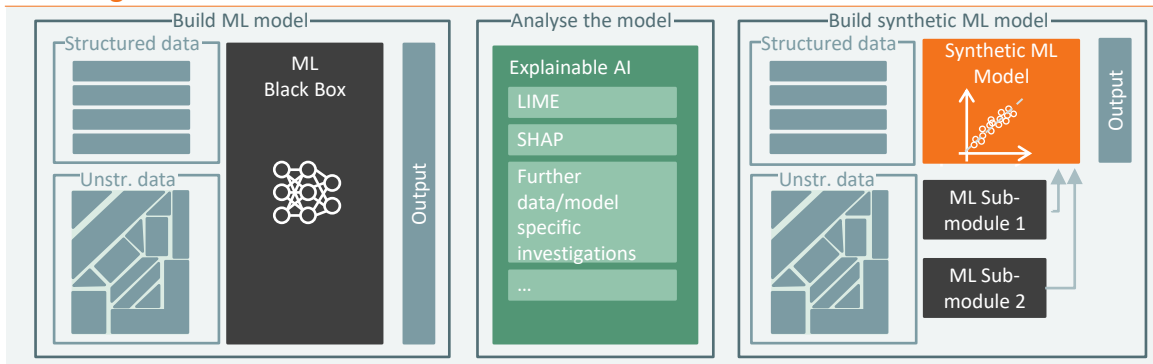 Build ML model
Structured data
ML
Black Box
Unstr. data
Output
Analyse the model
Explainable AI
LIME
SHAP
Further
data/model
specific
investigations
...
Build synthetic ML model
Structured data
Synthetic ML
Model
Output
Unstr. data
ML Sub-
module 1
ML Sub-
module 2